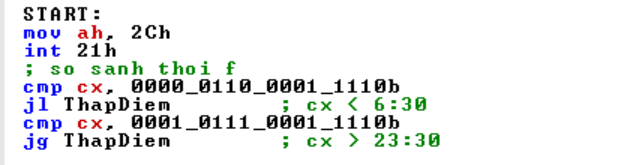 START:
mov ah, 2Ch
int 21h
; so sanh thoi f
cmp cx, 0000_0110_0001_1110b
jl ThapDiem ; cx < 6:30
cmp cx, 0001_0111_0001_1110b
jg ThapDiem ; cx > 23:30